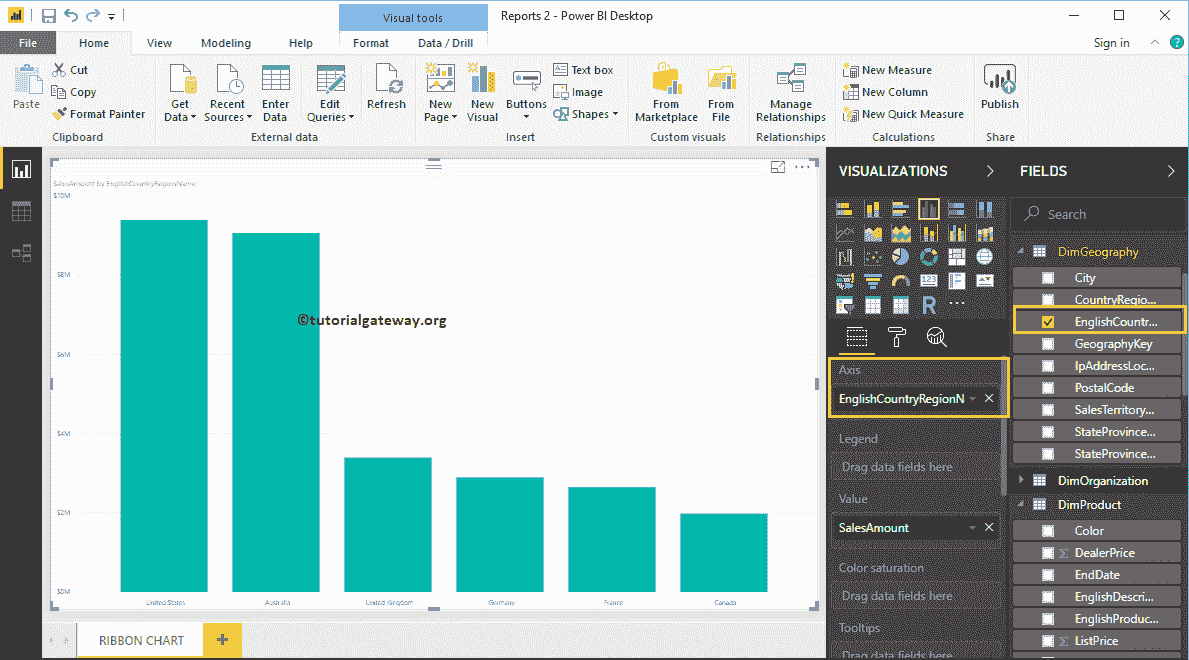 Visual tools
Reports 2 - Power BI Desktop
File
Home
View
Modeling
Help
Format
Data / Drill
Sign in
?
Paste
Cut
Copy
Format Painter
Clipboard
Get
Data
Recent
Sources
Enter
Data
Edit
Queries
External data
Refresh
New
Page
New
Visual
Buttons
Text box
Image
Shapes
Insert
From
Marketplace
From
File
Custom visuals
Manage
Relationships
Relationships
New Measure
New Column
New Quick Measure
Calculations
Publish
Share
SalesAmount by EnglishCountryRegionName
$10M
$8M
$6M
$4M
$2M
$0M
©tutorialgateway.org
United States
Australia
United Kingdom
Germany
France
Canada
RIBBON CHART
VISUALIZATIONS
123
R
Axis
EnglishCountryRegionN
Legend
Drag data fields here
Value
SalesAmount
Color saturation
Drag data fields here
Tooltips
Drag data fields here
FIELDS
Search
DimGeography
City
CountryRegio...
EnglishCountr...
GeographyKey
IpAddressLoc...
PostalCode
SalesTerritory...
StateProvince...
StateProvince...
DimOrganization
DimProduct
Color
Σ DealerPrice
EndDate
EnglishDescri...
EnglishProduc...
Σ ListPrice